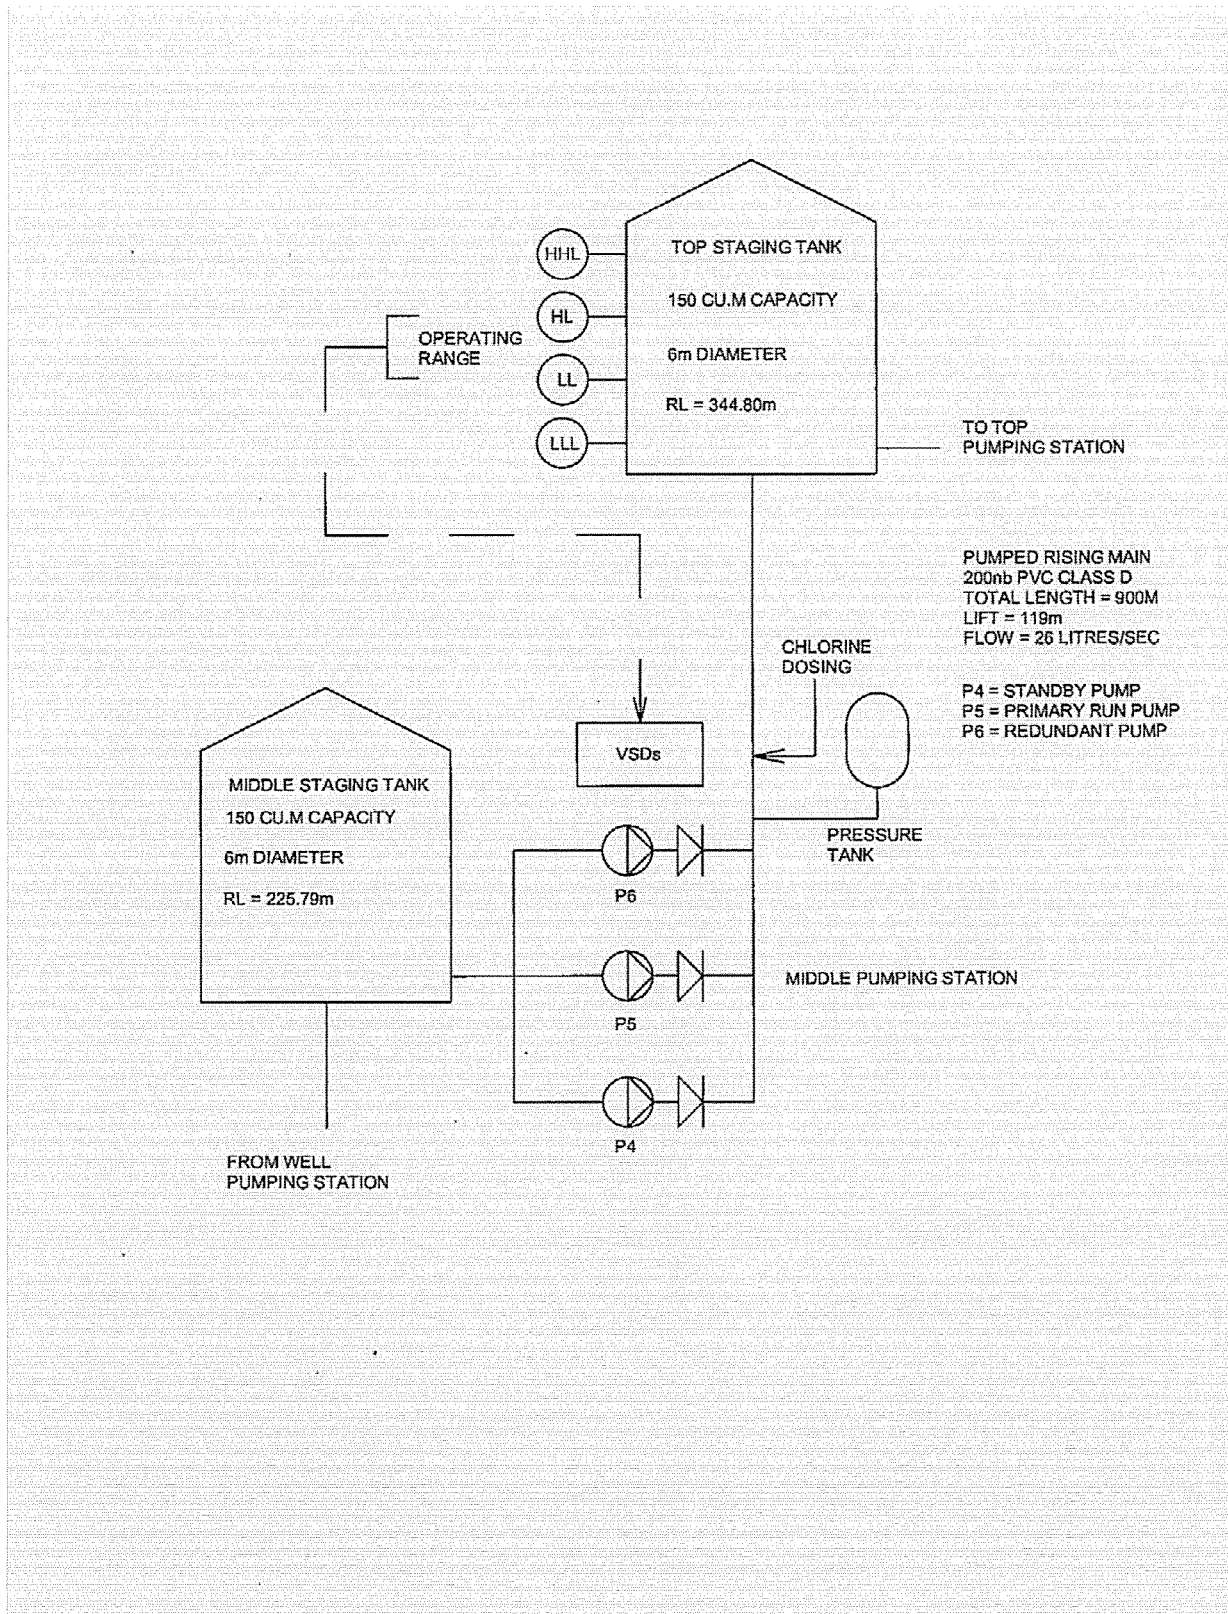 TOP STAGING TANK
150 CU.M CAPACITY
6m DIAMETER
RL = 344.80m
HHL
HL
LL
LLL
OPERATING
RANGE
TO TOP
PUMPING STATION
PUMPED RISING MAIN
200nb PVC CLASS D
TOTAL LENGTH = 900M
LIFT = 119m
FLOW = 26 LITRES/SEC
P4 = STANDBY PUMP
P5 = PRIMARY RUN PUMP
P6 = REDUNDANT PUMP
CHLORINE
DOSING
VSDs
PRESSURE
TANK
MIDDLE STAGING TANK
150 CU.M CAPACITY
6m DIAMETER
RL = 225.79m
P6
P5
P4
MIDDLE PUMPING STATION
FROM WELL
PUMPING STATION